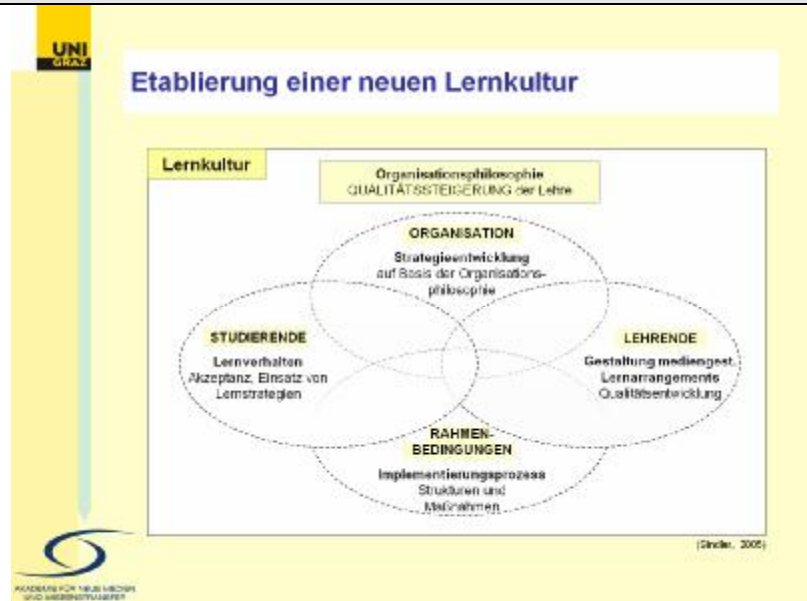 UNI
GRAZ
Etablierung einer neuen Lernkultur
Lernkultur
Organisationsphilosophie
QUALITÄTSSTEIGERUNG der Lehre
ORGANISATION
Strategieentwicklung
auf Basis der Organisations-
philosophie
STUDIERENDE
Lernverhalten
Akzeptanz, Einsatz von
Lernstrategien
LEHRENDE
Gestaltung mediengest.
Lernarrangements
Qualitätsentwicklung
RAHMEN-
BEDINGUNGEN
Implementierungsprozess
Strukturen und
Maßnahmen
(Sindler, 2005)
AKADEMIE FÜR NEUE MEDIEN
UND WISSENSTRANSFER